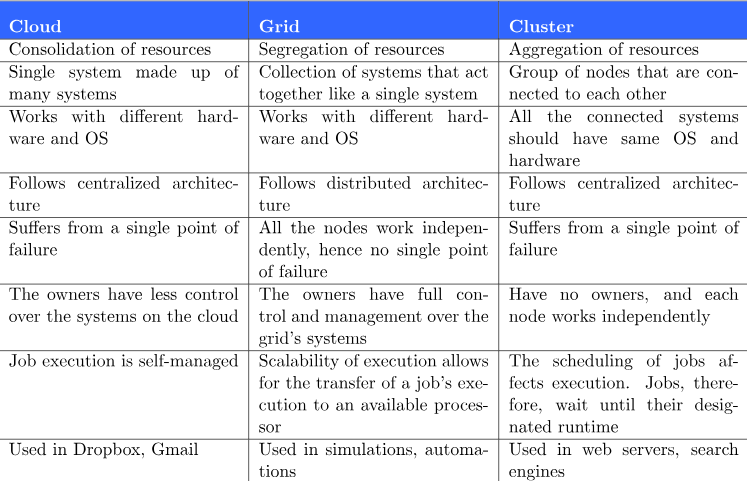 Cloud
Grid
Cluster
Consolidation of resources
Segregation of resources
Aggregation of resources
Single system made up of
many systems
Collection of systems that act
together like a single system
Group of nodes that are con-
nected to each other
Works with different hard-
ware and OS
Works with different hard-
ware and OS
All the connected systems
should have same OS and
hardware
Follows centralized architec-
ture
Follows distributed architec-
ture
Follows centralized architec-
ture
Suffers from a single point of
failure
All the nodes work indepen-
dently, hence no single point
of failure
Suffers from a single point of
failure
The owners have less control
over the systems on the cloud
The owners have full con-
trol and management over the
grid's systems
Have no owners, and each
node works independently
Job execution is self-managed
Scalability of execution allows
for the transfer of a job's exe-
cution to an available proces-
sor
The scheduling of jobs af-
fects execution. Jobs, there-
fore, wait until their desig-
nated runtime
Used in Dropbox, Gmail
Used in simulations, automa-
tions
Used in web servers, search
engines